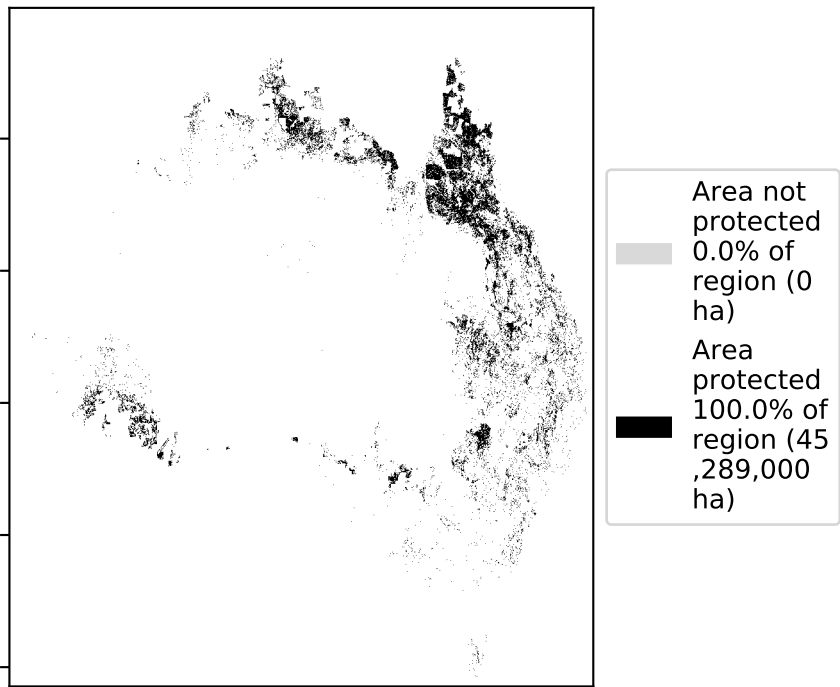 Area not
protected
0.0% of
region (0
ha)
Area
protected
100.0% of
region (45
,289,000
ha)